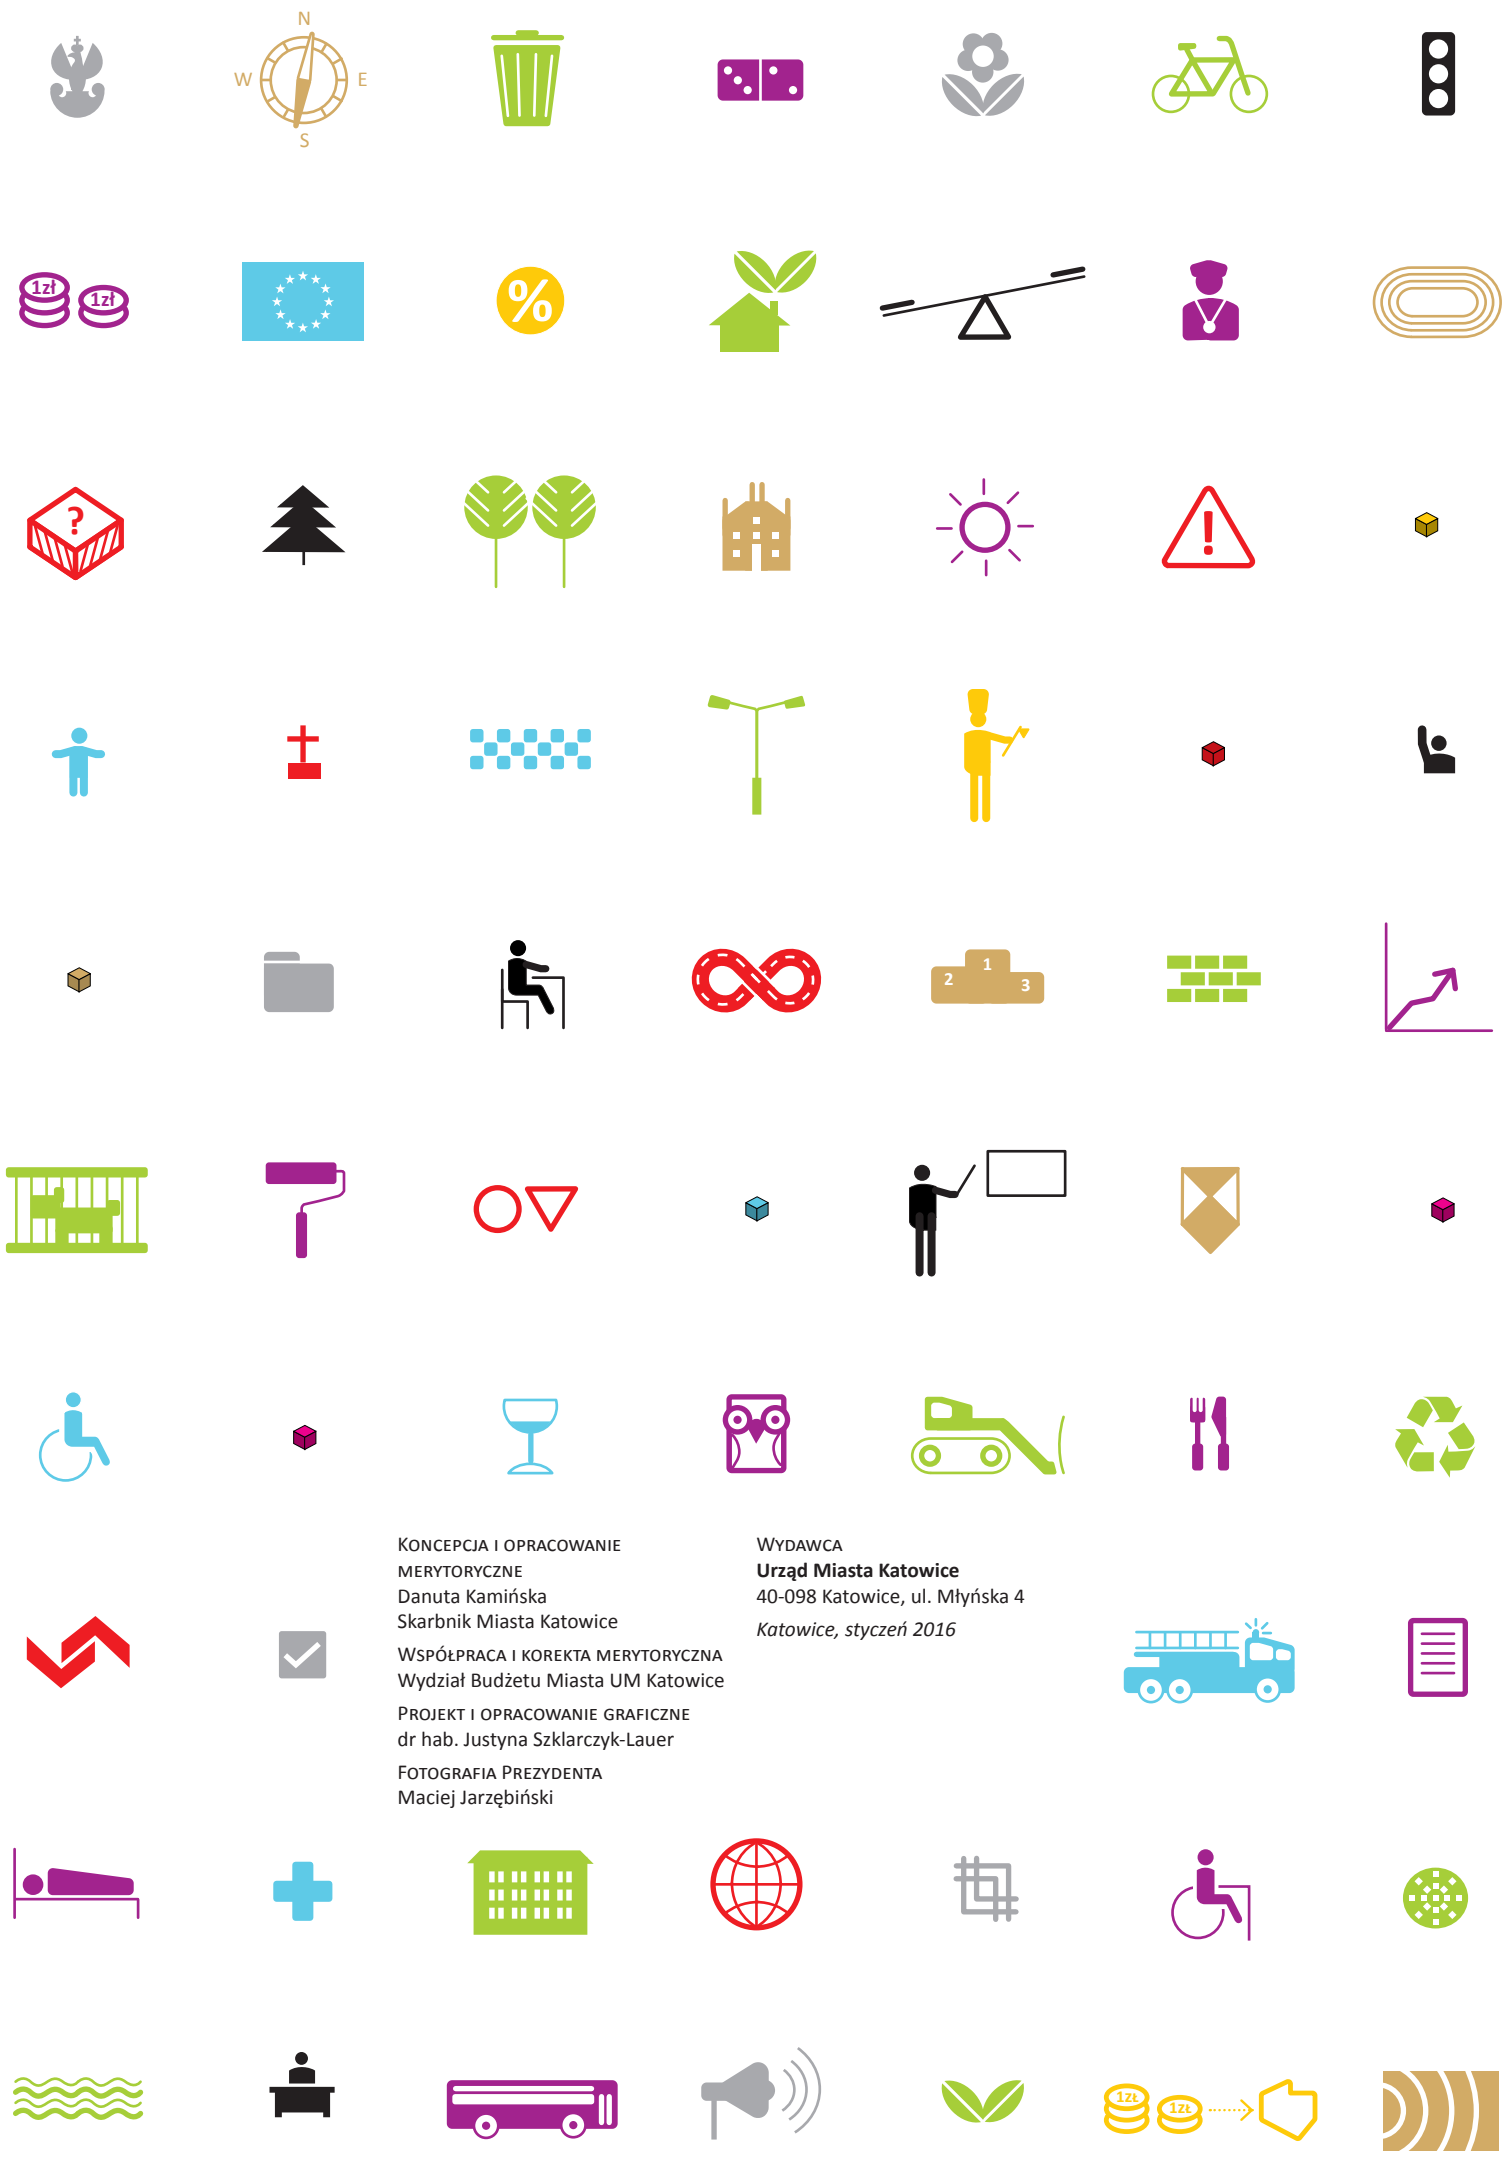 N
W E
S
1zł
1zł
%
?
!
1
2
3
KONCEPCJA I OPRACOWANIE
MERYTORYCZNE
Danuta Kamińska
Skarbnik Miasta Katowice
WSPÓŁPRACA I KOREKTA MERYTORYCZNA
Wydział Budżetu Miasta UM Katowice
PROJEKT I OPRACOWANIE GRAFICZNE
dr hab. Justyna Szklarczyk-Lauer
FOTOGRAFIA PREZYDENTA
Maciej Jarzębiński
WYDAWCA
Urząd Miasta Katowice
40-098 Katowice, ul. Młyńska 4
Katowice, styczeń 2016
1ZŁ
1ZŁ